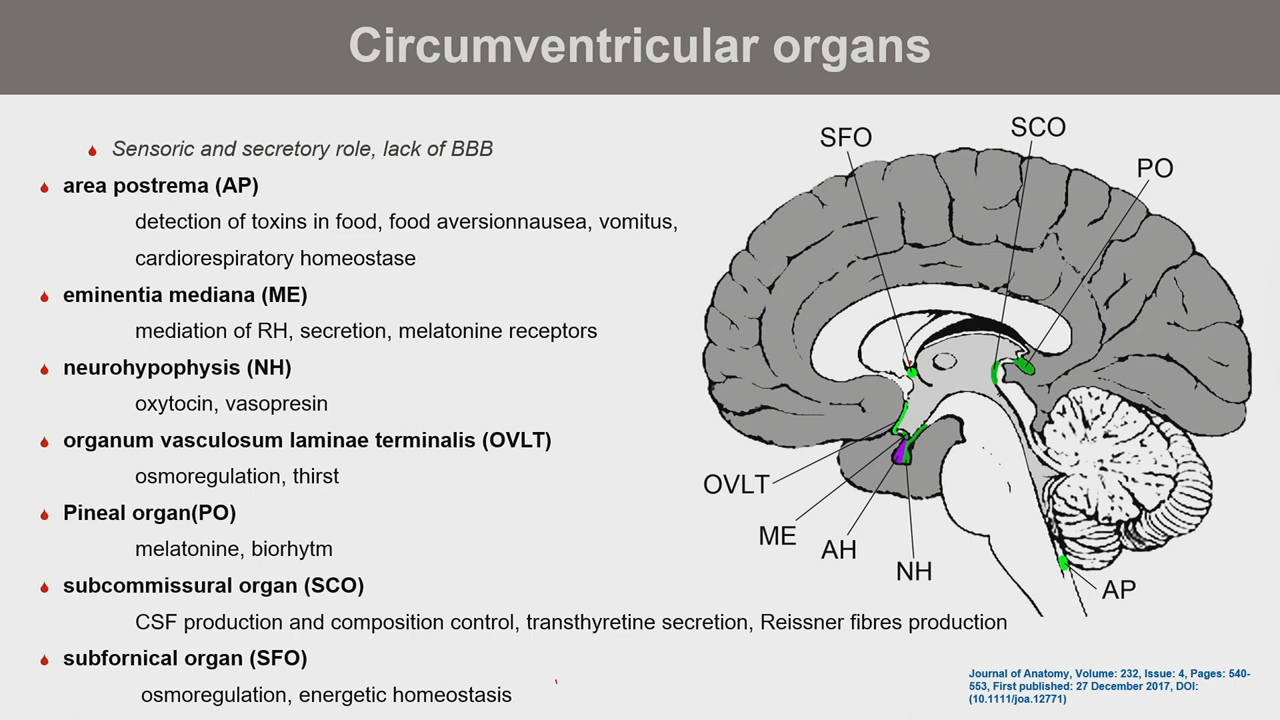 Circumventricular organs
Sensoric and secretory role, lack of BBB
area postrema (AP)
detection of toxins in food, food aversionnausea, vomitus,
cardiorespiratory homeostase
eminentia mediana (ME)
mediation of RH, secretion, melatonine receptors
neurohypophysis (NH)
oxytocin, vasopresin
organum vasculosum laminae terminalis (OVLT)
osmoregulation, thirst
Pineal organ(PO)
melatonine, biorhytm
subcommissural organ (SCO)
CSF production and composition control, transthyretine secretion, Reissner fibres production
subfornical organ (SFO)
osmoregulation, energetic homeostasis
SFO
SCO
PO
OVLT
ME
AH
NH
AP
Journal of Anatomy, Volume: 232, Issue: 4, Pages: 540-
553, First published: 27 December 2017, DOI:
(10.1111/joa.12771)